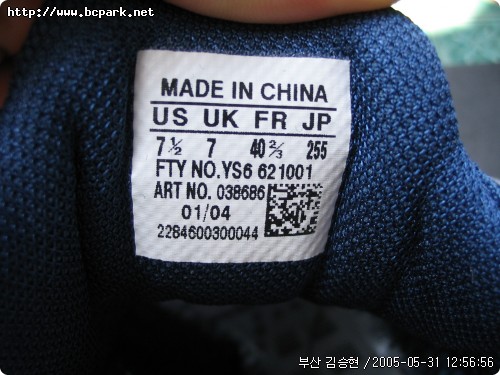 http://www.bcpark.net
MADE IN CHINA
US UK FR JP
7½ 7 40⅔ 255
FTY NO.YS6 621001
ART NO. 038686
01/04
2284600300044
부산 김승현 /2005-05-31 12:56:56